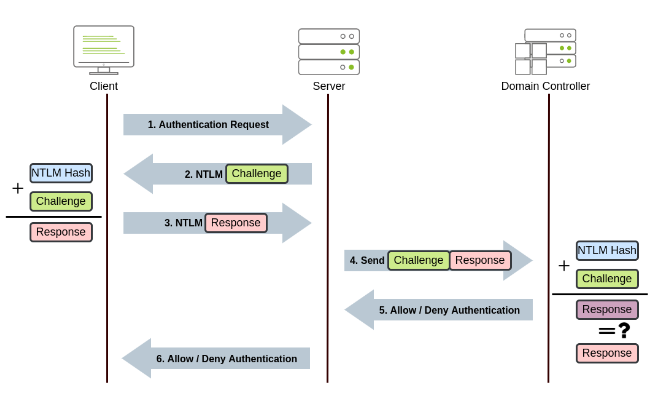 Client
Server
Domain Controller
1. Authentication Request
2. NTLM Challenge
3. NTLM Response
NTLM Hash
+
Challenge
Response
4. Send Challenge Response
5. Allow / Deny Authentication
6. Allow / Deny Authentication
NTLM Hash
+
Challenge
Response
=?
Response